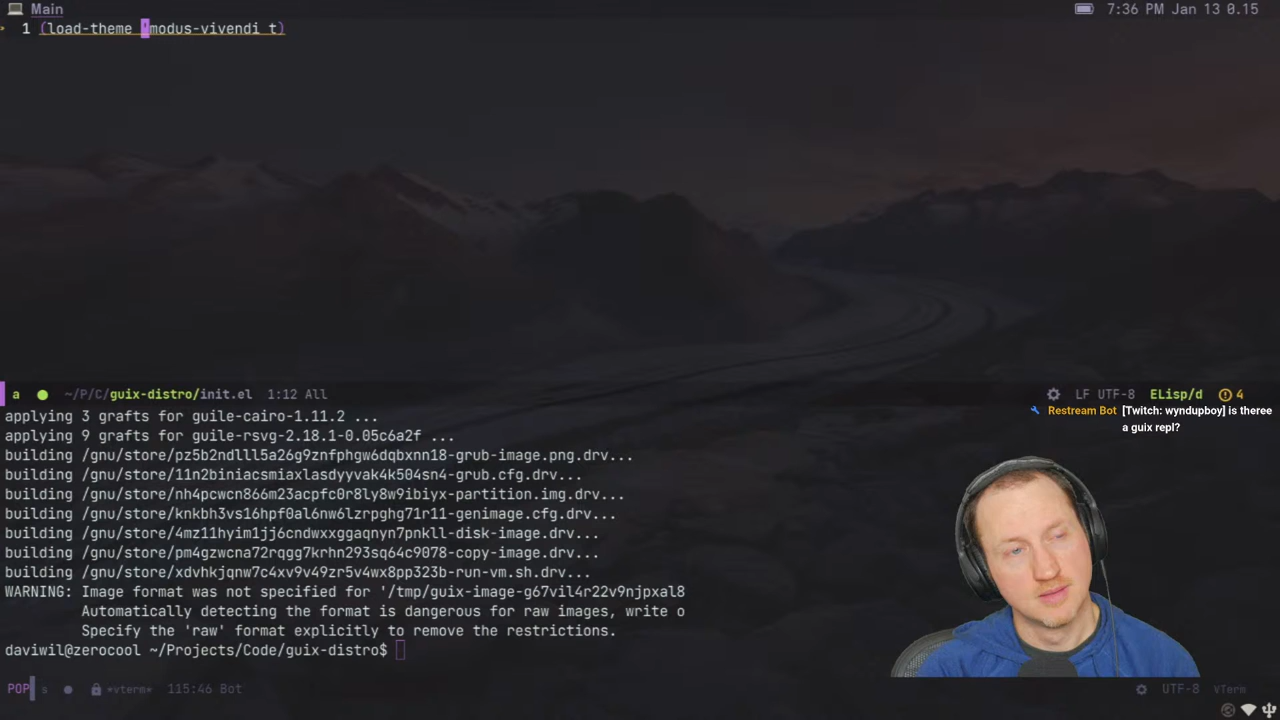 Main
7:36 PM Jan 13 0.15
1 (load-theme 'modus-vivendi t)
a ~/P/C/guix-distro/init.el 1:12 All
LF UTF-8 ELisp/d 4
Restream Bot [Twitch: wyndupboy] is theree
a guix repl?
applying 3 grafts for guile-cairo-1.11.2 ...
applying 9 grafts for guile-rsvg-2.18.1-0.05c6a2f ...
building /gnu/store/pz5b2ndlll5a26g9znfphgw6dqbxnn18-grub-image.png.drv...
building /gnu/store/11n2biniacsmiaxlasdyyvak4k504sn4-grub.cfg.drv...
building /gnu/store/nh4pcwcn866m23acpfc0r8ly8w9ibiyx-partition.img.drv...
building /gnu/store/knkbh3vs16hpf0al6nw6lzrpghg71r11-genimage.cfg.drv...
building /gnu/store/4mz11hyim1jj6cndwxxggaqnyn7pnkll-disk-image.drv...
building /gnu/store/pm4gzwcna72rqgg7krhn293sq64c9078-copy-image.drv...
building /gnu/store/xdvhkjqnw7c4xv9v49zr5v4wx8pp323b-run-vm.sh.drv...
WARNING: Image format was not specified for '/tmp/guix-image-g67vil4r22v9njpxal8
Automatically detecting the format is dangerous for raw images, write o
Specify the 'raw' format explicitly to remove the restrictions.
daviwil@zerocool ~/Projects/Code/guix-distro$
POP s *vterm* 115:46 Bot
UTF-8 VTerm